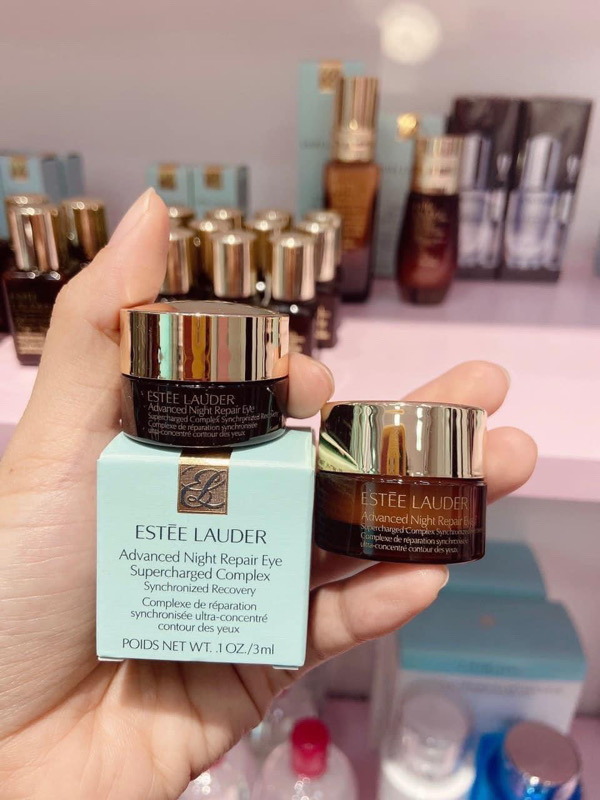 ESTĒE LAUDER
Advanced Night Repair Eye
Supercharged Complex Synchronized Recovery
Complexe de réparation synchronisée
ultra-concentré contour des yeux
ESTĒE LAUDER
Advanced Night Repair Eye
Supercharged Complex
Synchronized Recovery
Complexe de réparation
synchronisée ultra-concentré
contour des yeux
POIDS NET WT. .1 OZ./3ml
ESTĒE LAUDER
Advanced Night Repair
Supercharged Complex
Complexe de réparation
ultra-concentré contour des yeux